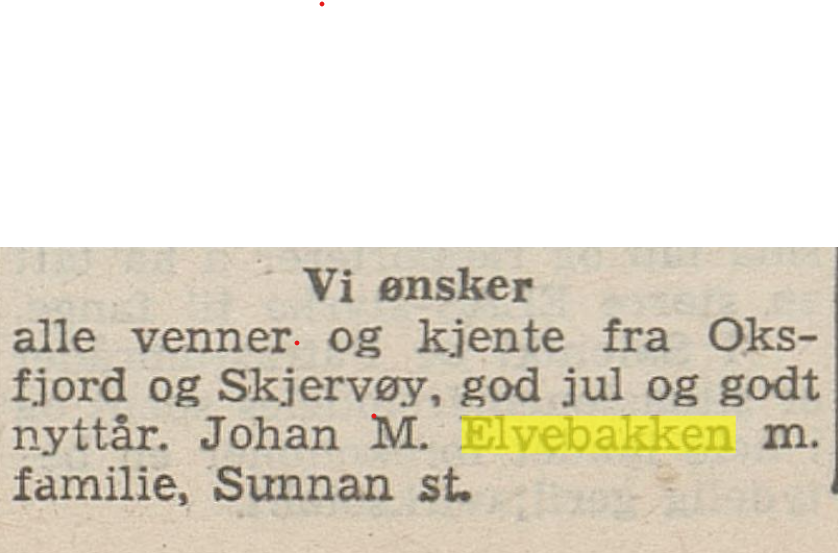 Vi ønsker
alle venner og kjente fra Oks-
fjord og Skjervøy, god jul og godt
nyttår. Johan M. Elvebakken m.
familie, Sunnan st.